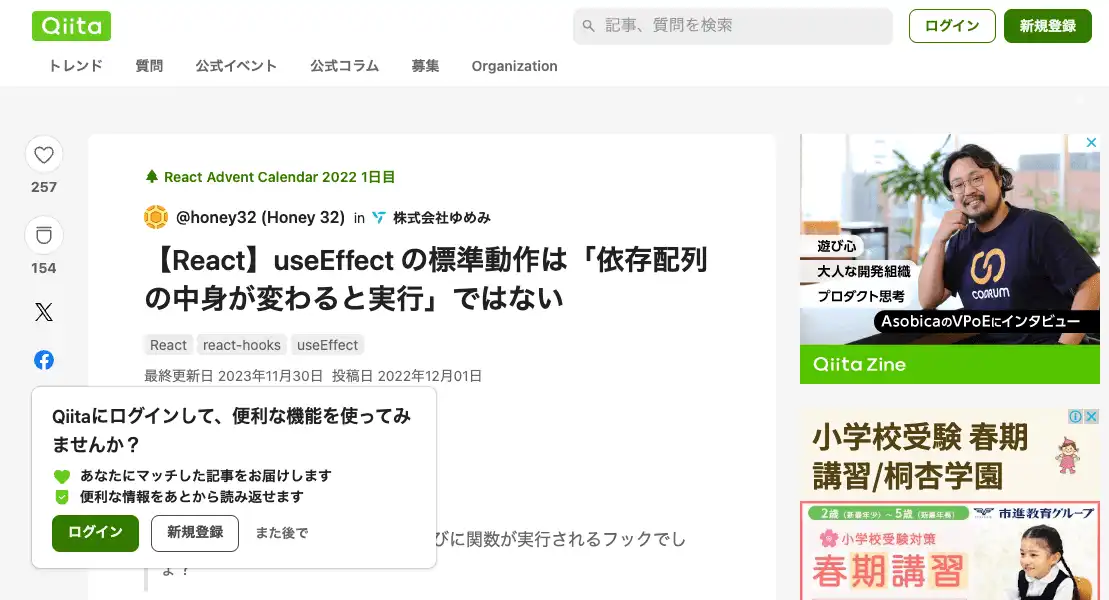 Qiita
記事、質問を検索
ログイン
新規登録
トレンド
質問
公式イベント
公式コラム
募集
Organization
257
154
React Advent Calendar 2022 1日目
@honey32 (Honey 32) in 株式会社ゆめみ
【React】useEffect の標準動作は「依存配列
の中身が変わると実行」ではない
React
react-hooks
useEffect
最終更新日 2023年11月30日 投稿日 2022年12月01日
Qiitaにログインして、便利な機能を使ってみ
ませんか？
あなたにマッチした記事をお届けします
便利な情報をあとから読み返せます
ログイン
新規登録
また後で
びに関数が実行されるフックでし
ょ？
遊び心
大人な開発組織
プロダクト思考
AsobicaのVPoEにインタビュー
Qiita Zine
小学校受験 春期
講習/桐杏学園
2歳（新最年少）～5歳（新最年長）
市進教育グループ
小学校受験対策
春期講習